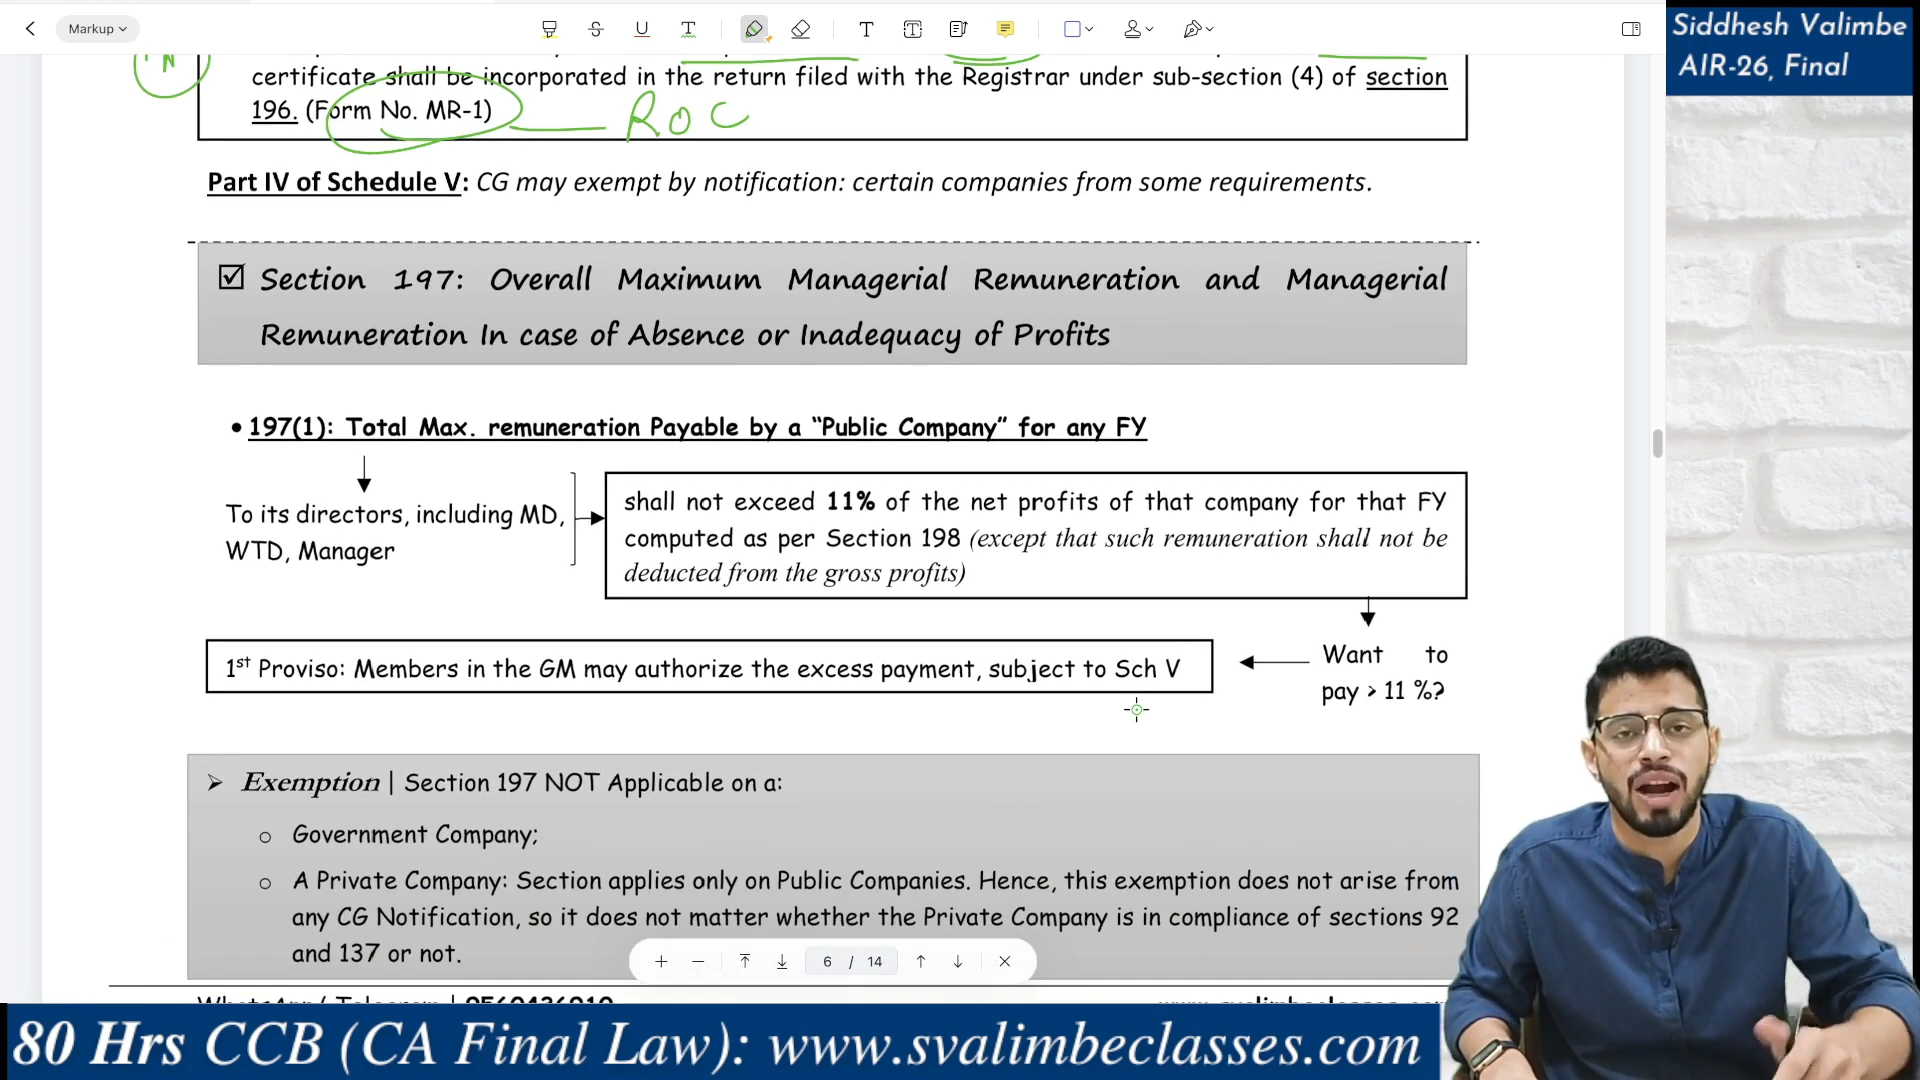 Markup
Siddhesh Valimbe
AIR-26, Final
certificate shall be incorporated in the return filed with the Registrar under sub-section (4) of section
196. (Form No. MR-1)
ROC
Part IV of Schedule V: CG may exempt by notification: certain companies from some requirements.
Section 197: Overall Maximum Managerial Remuneration and Managerial
Remuneration In case of Absence or Inadequacy of Profits
• 197(1): Total Max. remuneration Payable by a “Public Company” for any FY
To its directors, including MD,
WTD, Manager
shall not exceed 11% of the net profits of that company for that FY
computed as per Section 198 (except that such remuneration shall not be
deducted from the gross profits)
1st Proviso: Members in the GM may authorize the excess payment, subject to Sch V
Want to
pay > 11 %?
➢ Exemption | Section 197 NOT Applicable on a:
o Government Company;
o A Private Company: Section applies only on Public Companies. Hence, this exemption does not arise from
any CG Notification, so it does not matter whether the Private Company is in compliance of sections 92
and 137 or not.
6 / 14
80 Hrs CCB (CA Final Law): www.svalimbeclasses.com